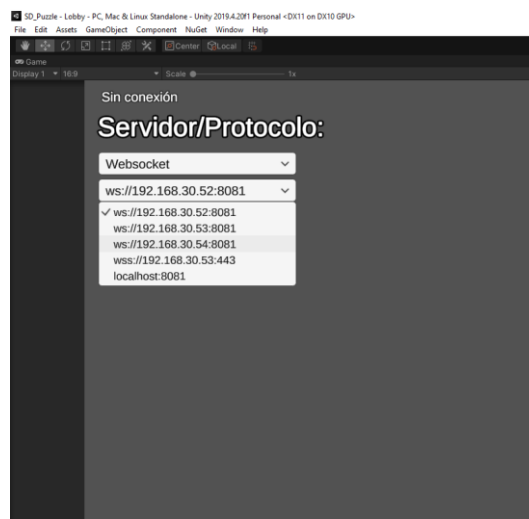 SD_Puzzle - Lobby - PC, Mac & Linux Standalone - Unity 2019.4.20f1 Personal <DX11 on DX10 GPU>
File Edit Assets GameObject Component NuGet Window Help
Center Local
Game
Display 1 16:9 Scale 1x
Sin conexión
Servidor/Protocolo:
Websocket
ws://192.168.30.52:8081
ws://192.168.30.52:8081
ws://192.168.30.53:8081
ws://192.168.30.54:8081
wss://192.168.30.53:443
localhost:8081